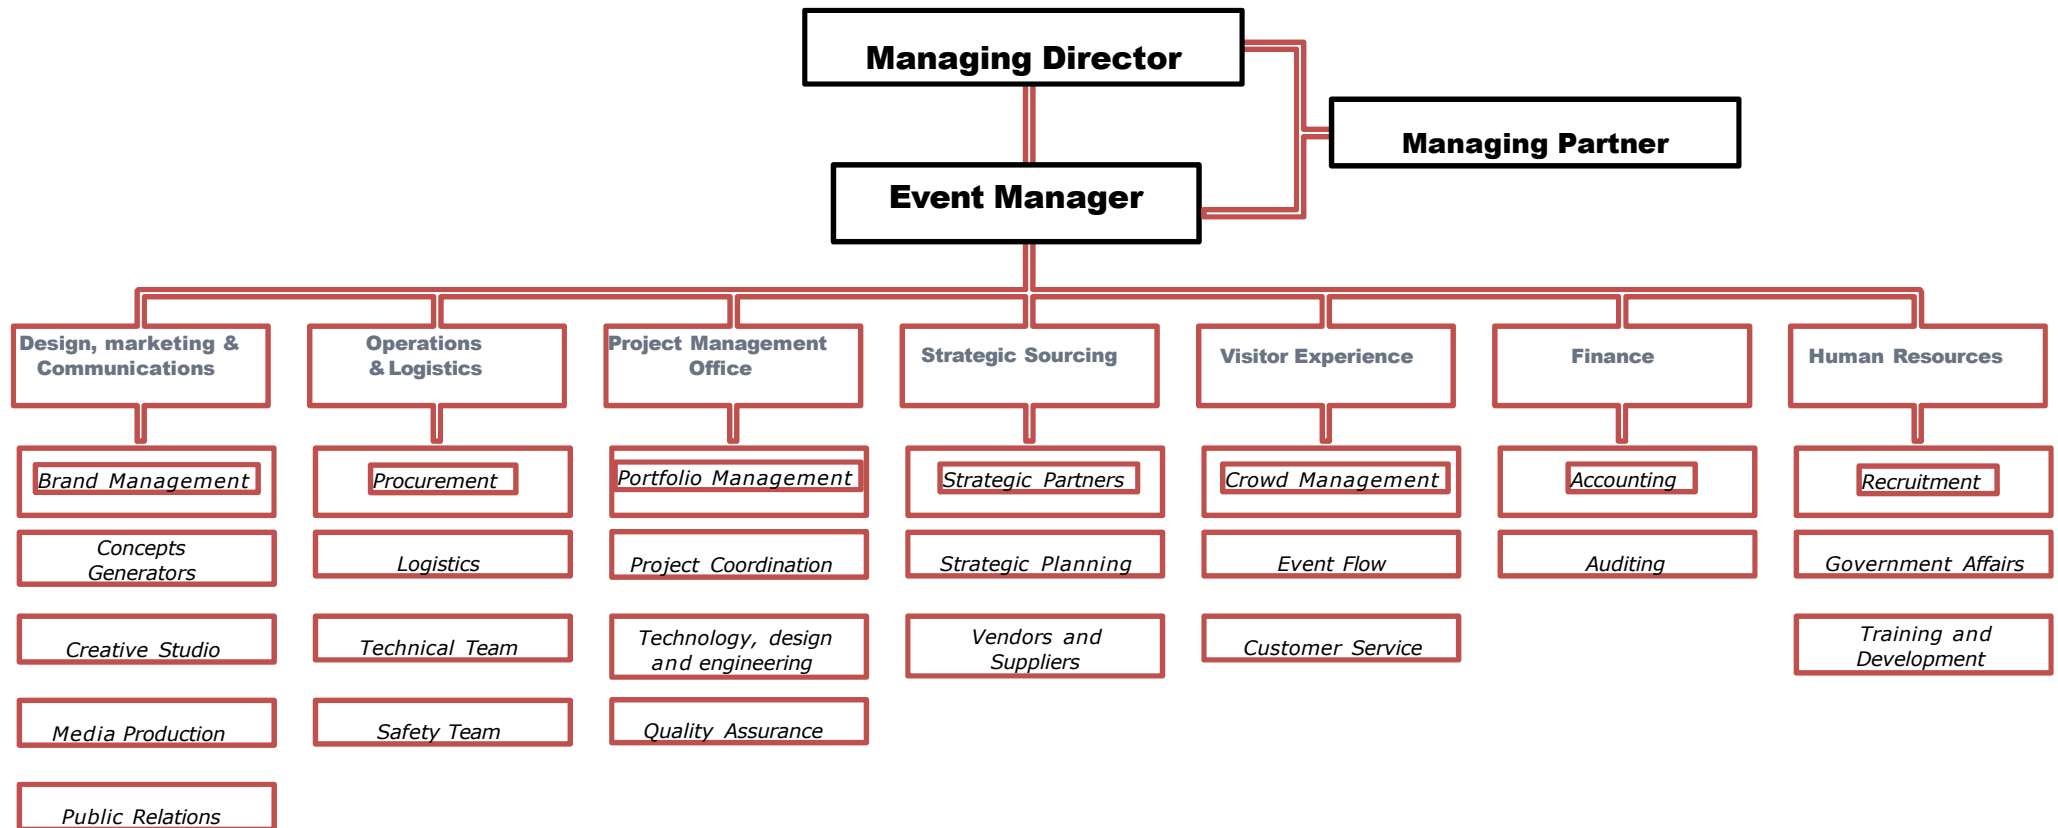 Managing Director
Managing Partner
Event Manager
Design, marketing &
Communications
Operations
& Logistics
Project Management
Office
Strategic Sourcing
Visitor Experience
Finance
Human Resources
Brand Management
Procurement
Portfolio Management
Strategic Partners
Crowd Management
Accounting
Recruitment
Concepts
Generators
Logistics
Project Coordination
Strategic Planning
Event Flow
Auditing
Government Affairs
Creative Studio
Technical Team
Technology, design
and engineering
Vendors and
Suppliers
Customer Service
Training and
Development
Media Production
Safety Team
Quality Assurance
Public Relations